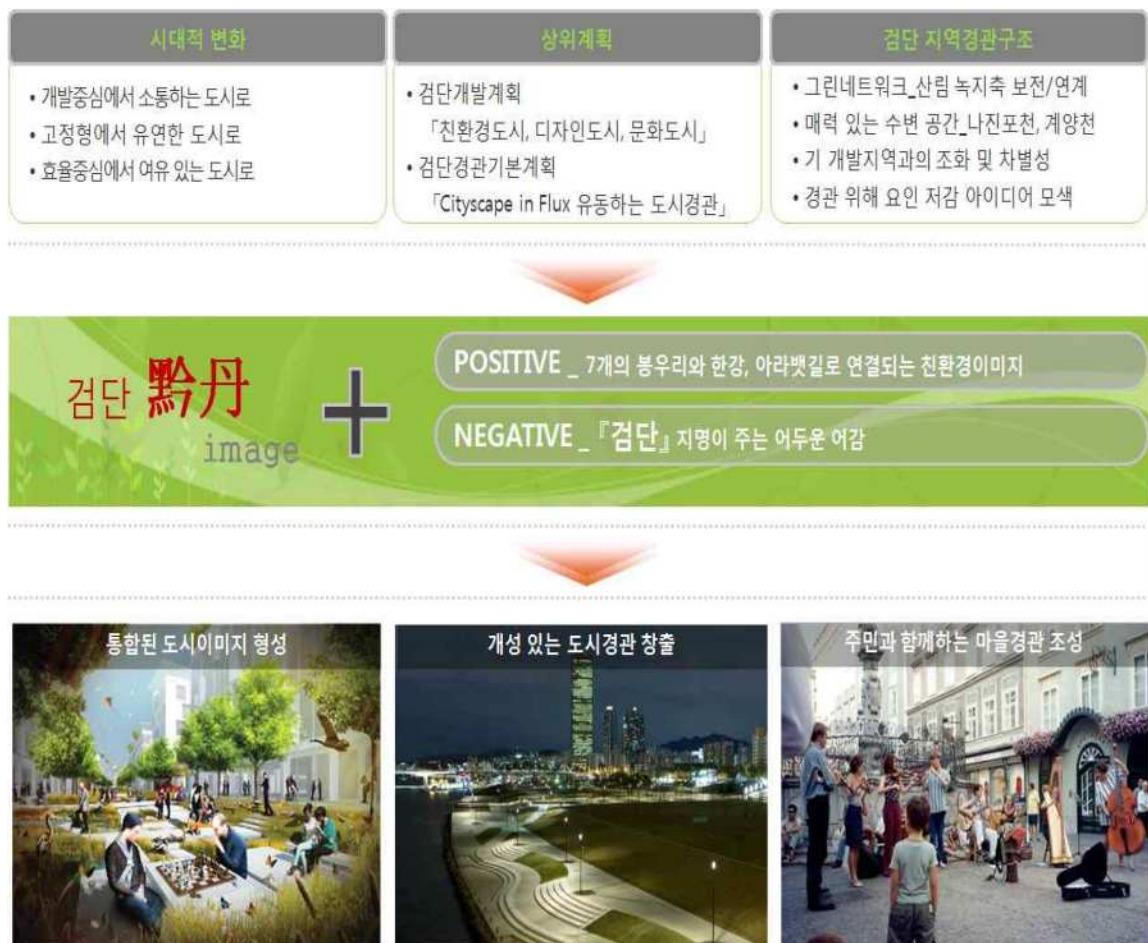 시대적 변화
• 개발중심에서 소통하는 도시로
• 고정형에서 유연한 도시로
• 효율중심에서 여유 있는 도시로
상위계획
• 검단개발계획
「친환경도시, 디자인도시, 문화도시」
• 검단경관기본계획
「Cityscape in Flux 유동하는 도시경관」
검단 지역경관구조
• 그린네트워크_산림 녹지축 보전/연계
• 매력 있는 수변 공간_나진포천, 계양천
• 기 개발지역과의 조화 및 차별성
• 경관 위해 요인 저감 아이디어 모색
검단 黔丹
image
+
POSITIVE _ 7개의 봉우리와 한강, 아라뱃길로 연결되는 친환경이미지
NEGATIVE _ 『검단』 지명이 주는 어두운 어감
통합된 도시이미지 형성
개성 있는 도시경관 창출
주민과 함께하는 마을경관 조성